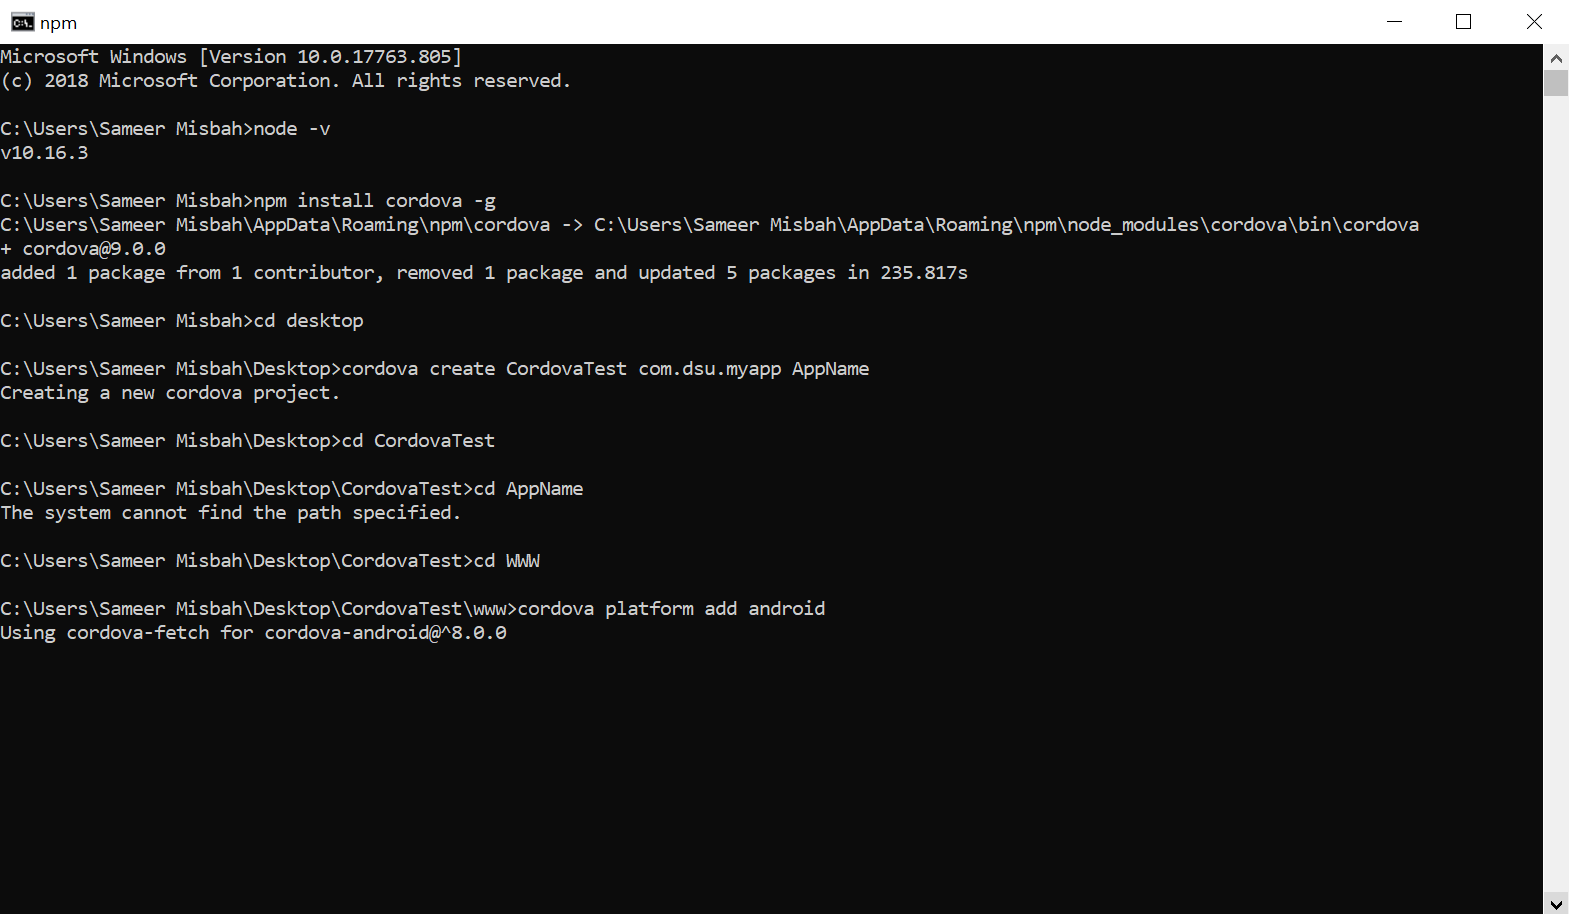 npm
Microsoft Windows [Version 10.0.17763.805]
(c) 2018 Microsoft Corporation. All rights reserved.
C:\Users\Sameer Misbah>node -v
v10.16.3
C:\Users\Sameer Misbah>npm install cordova -g
C:\Users\Sameer Misbah\AppData\Roaming\npm\cordova -> C:\Users\Sameer Misbah\AppData\Roaming\npm\node_modules\cordova\bin\cordova
+ cordova@9.0.0
added 1 package from 1 contributor, removed 1 package and updated 5 packages in 235.817s
C:\Users\Sameer Misbah>cd desktop
C:\Users\Sameer Misbah\Desktop>cordova create CordovaTest com.dsu.myapp AppName
Creating a new cordova project.
C:\Users\Sameer Misbah\Desktop>cd CordovaTest
C:\Users\Sameer Misbah\Desktop\CordovaTest>cd AppName
The system cannot find the path specified.
C:\Users\Sameer Misbah\Desktop\CordovaTest>cd WWW
C:\Users\Sameer Misbah\Desktop\CordovaTest\www>cordova platform add android
Using cordova-fetch for cordova-android@^8.0.0